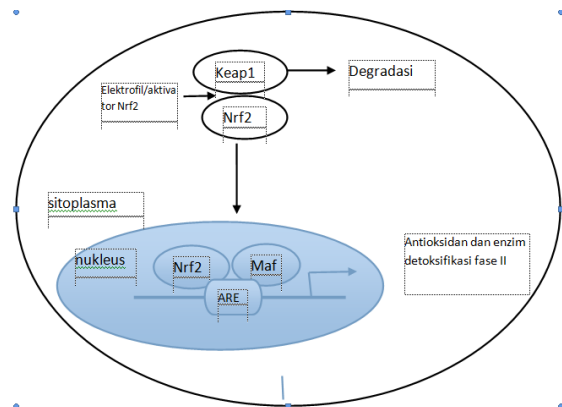 Keap1
Degradasi
Elektrofil/aktiva
tor Nrf2
Nrf2
sitoplasma
nukleus
Nrf2
Maf
ARE
Antioksidan dan enzim
detoksifikasi fase II